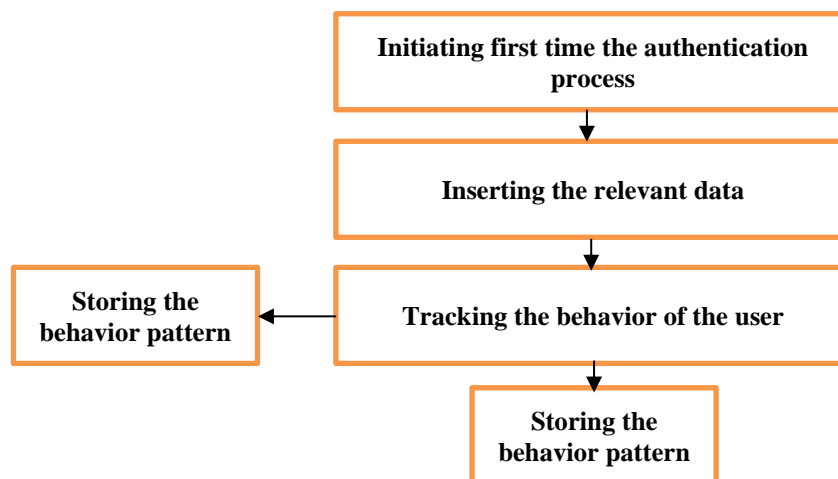 Initiating first time the authentication
process
Inserting the relevant data
Storing the
behavior pattern
Tracking the behavior of the user
Storing the
behavior pattern